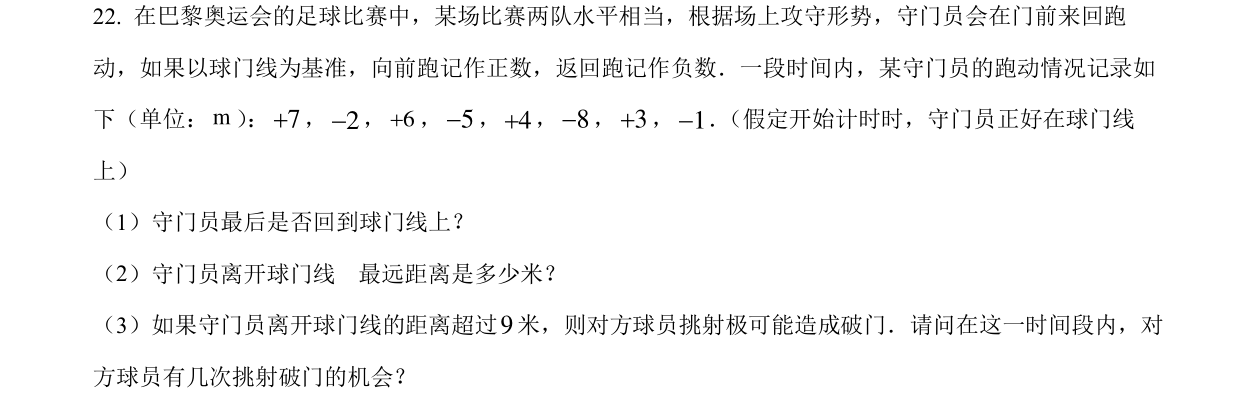 22. 在巴黎奥运会的足球比赛中，某场比赛两队水平相当，根据场上攻守形势，守门员会在门前来回跑
动，如果以球门线为基准，向前跑记作正数，返回跑记作负数．一段时间内，某守门员的跑动情况记录如
下（单位：m）：+7，−2，+6，−5，+4，−8，+3，−1．（假定开始计时时，守门员正好在球门线
上）
（1）守门员最后是否回到球门线上？
（2）守门员离开球门线　最远距离是多少米？
（3）如果守门员离开球门线的距离超过9米，则对方球员挑射极可能造成破门．请问在这一时间段内，对
方球员有几次挑射破门的机会？